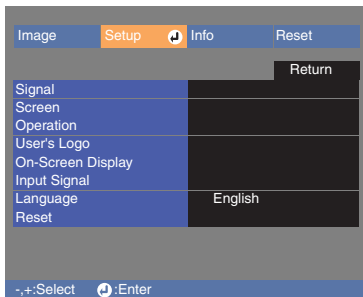 Image Setup Info Reset
Return
Signal
Screen
Operation
User's Logo
On-Screen Display
Input Signal
Language English
Reset
-,+:Select :Enter